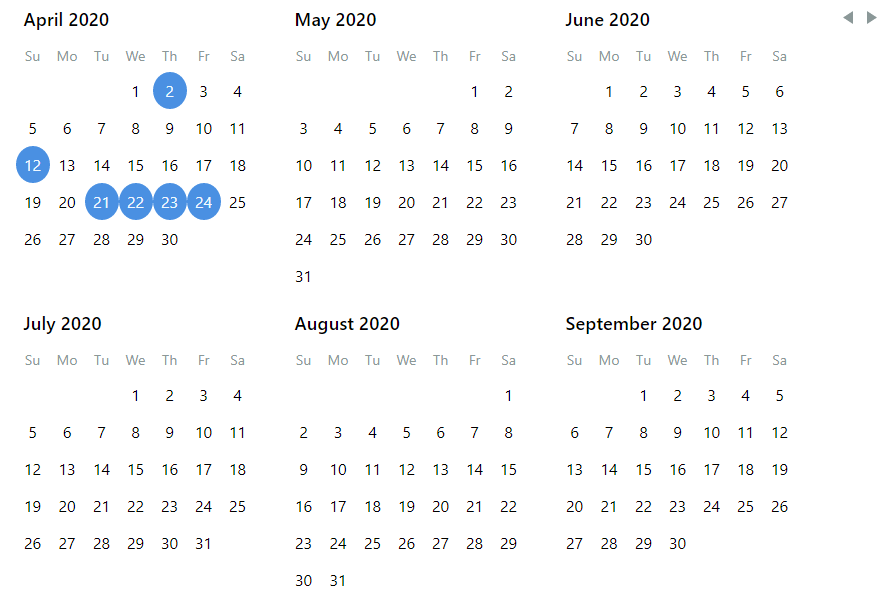 April 2020
Su Mo Tu We Th Fr Sa
1 2 3 4
5 6 7 8 9 10 11
12 13 14 15 16 17 18
19 20 21 22 23 24 25
26 27 28 29 30
May 2020
Su Mo Tu We Th Fr Sa
1 2
3 4 5 6 7 8 9
10 11 12 13 14 15 16
17 18 19 20 21 22 23
24 25 26 27 28 29 30
31
June 2020
Su Mo Tu We Th Fr Sa
1 2 3 4 5 6
7 8 9 10 11 12 13
14 15 16 17 18 19 20
21 22 23 24 25 26 27
28 29 30
July 2020
Su Mo Tu We Th Fr Sa
1 2 3 4
5 6 7 8 9 10 11
12 13 14 15 16 17 18
19 20 21 22 23 24 25
26 27 28 29 30 31
August 2020
Su Mo Tu We Th Fr Sa
1
2 3 4 5 6 7 8
9 10 11 12 13 14 15
16 17 18 19 20 21 22
23 24 25 26 27 28 29
30 31
September 2020
Su Mo Tu We Th Fr Sa
1 2 3 4 5
6 7 8 9 10 11 12
13 14 15 16 17 18 19
20 21 22 23 24 25 26
27 28 29 30